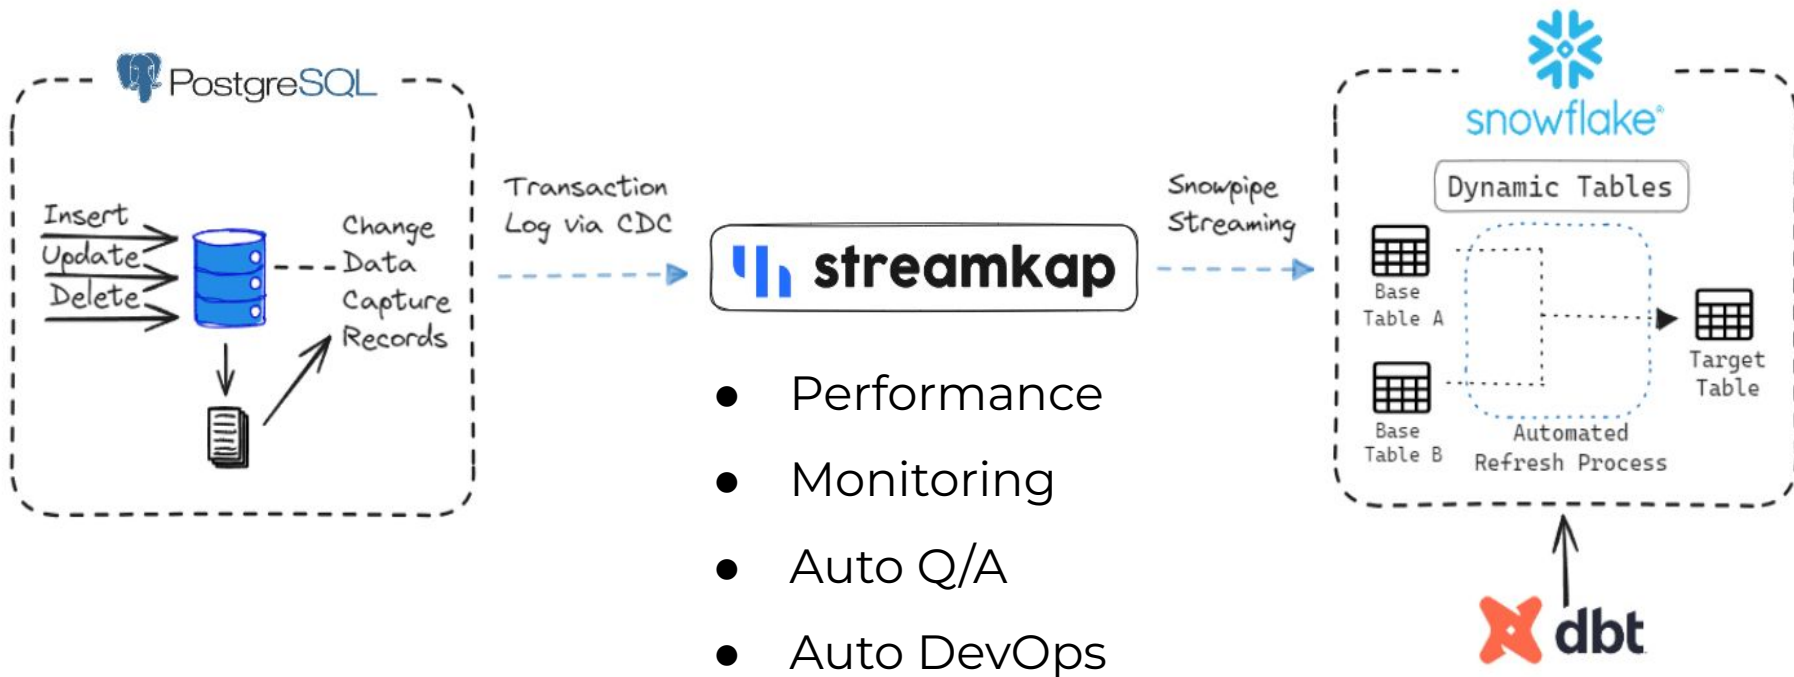 PostgreSQL
Insert
Update
Delete
Change
Data
Capture
Records
Transaction
Log via CDC
streamkap
Performance
Monitoring
Auto Q/A
Auto DevOps
Snowpipe
Streaming
snowflake®
Dynamic Tables
Base
Table A
Base
Table B
Automated
Refresh Process
Target
Table
dbt